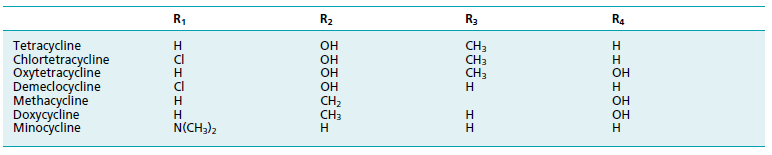 R₁ R₂ R₃ R₄
Tetracycline H OH CH₃ H
Chlortetracycline Cl OH CH₃ H
Oxytetracycline H OH CH₃ OH
Demeclocycline Cl OH H H
Methacycline H CH₂ OH
Doxycycline H CH₃ H OH
Minocycline N(CH₃)₂ H H H